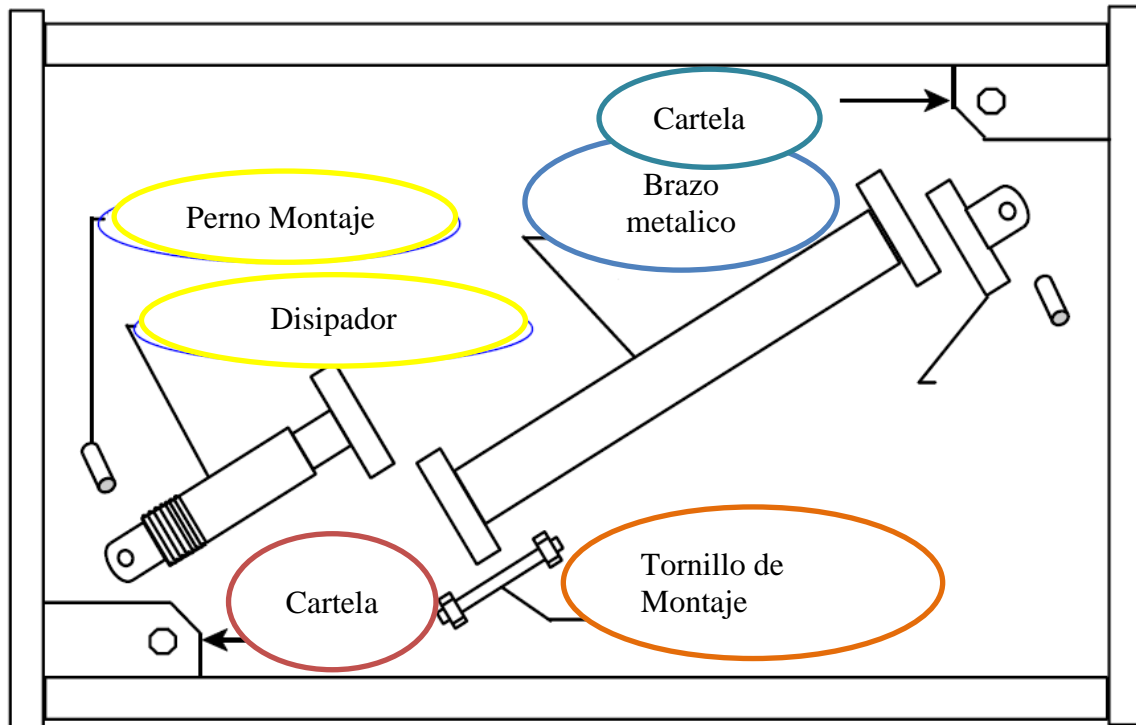 Cartela
Brazo
metalico
Perno Montaje
Disipador
Tornillo de
Montaje
Cartela